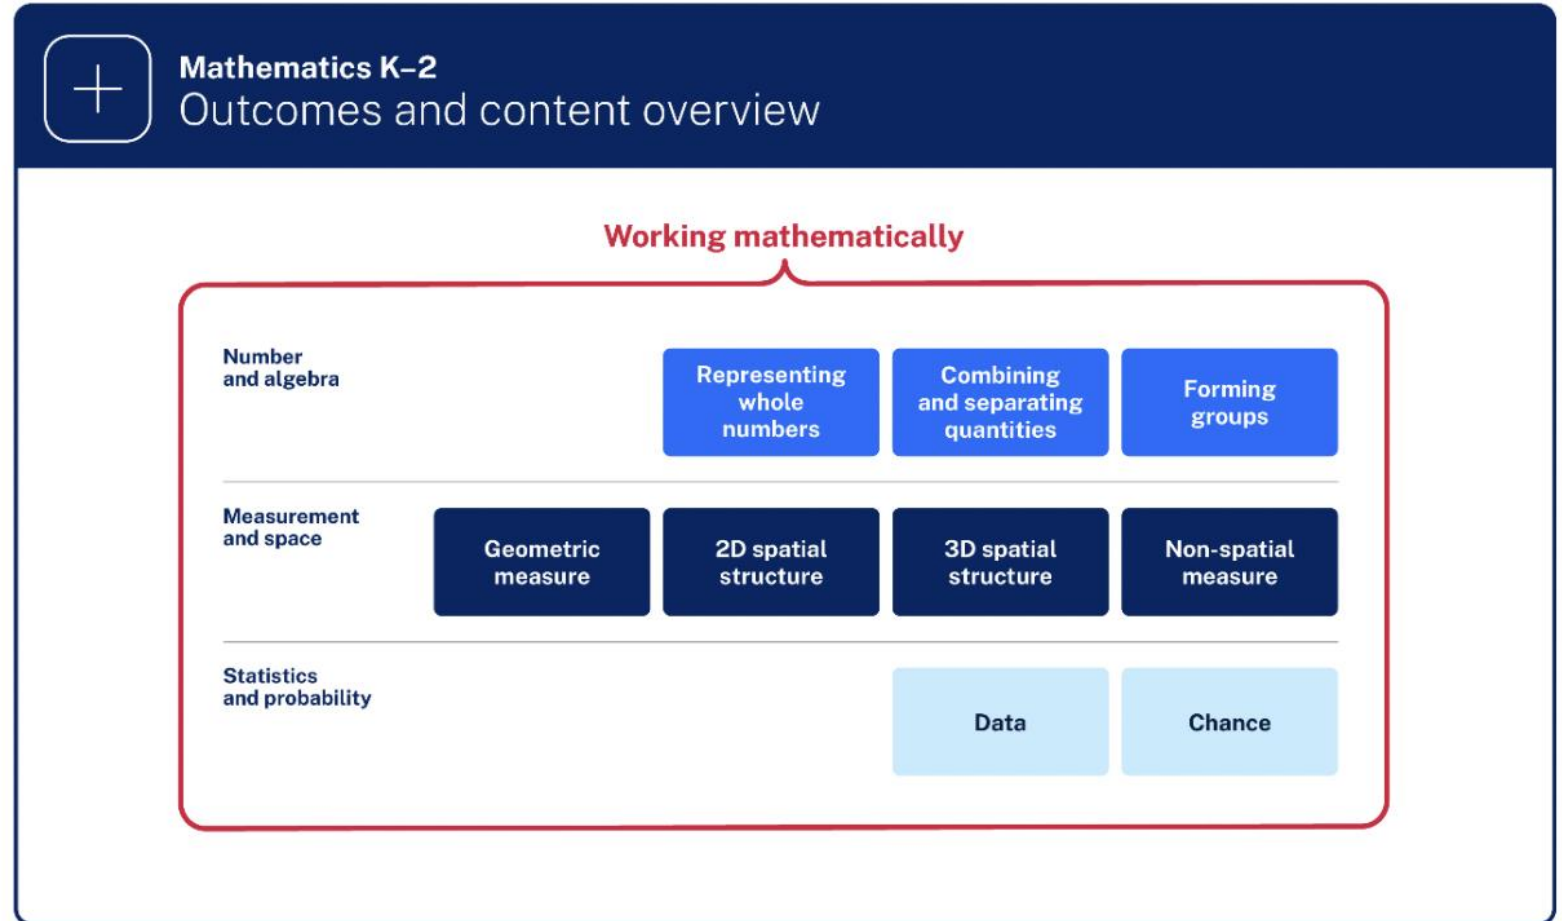 Mathematics K–2
Outcomes and content overview
Working mathematically
Number
and algebra
Representing
whole
numbers
Combining
and separating
quantities
Forming
groups
Measurement
and space
Geometric
measure
2D spatial
structure
3D spatial
structure
Non-spatial
measure
Statistics
and probability
Data
Chance